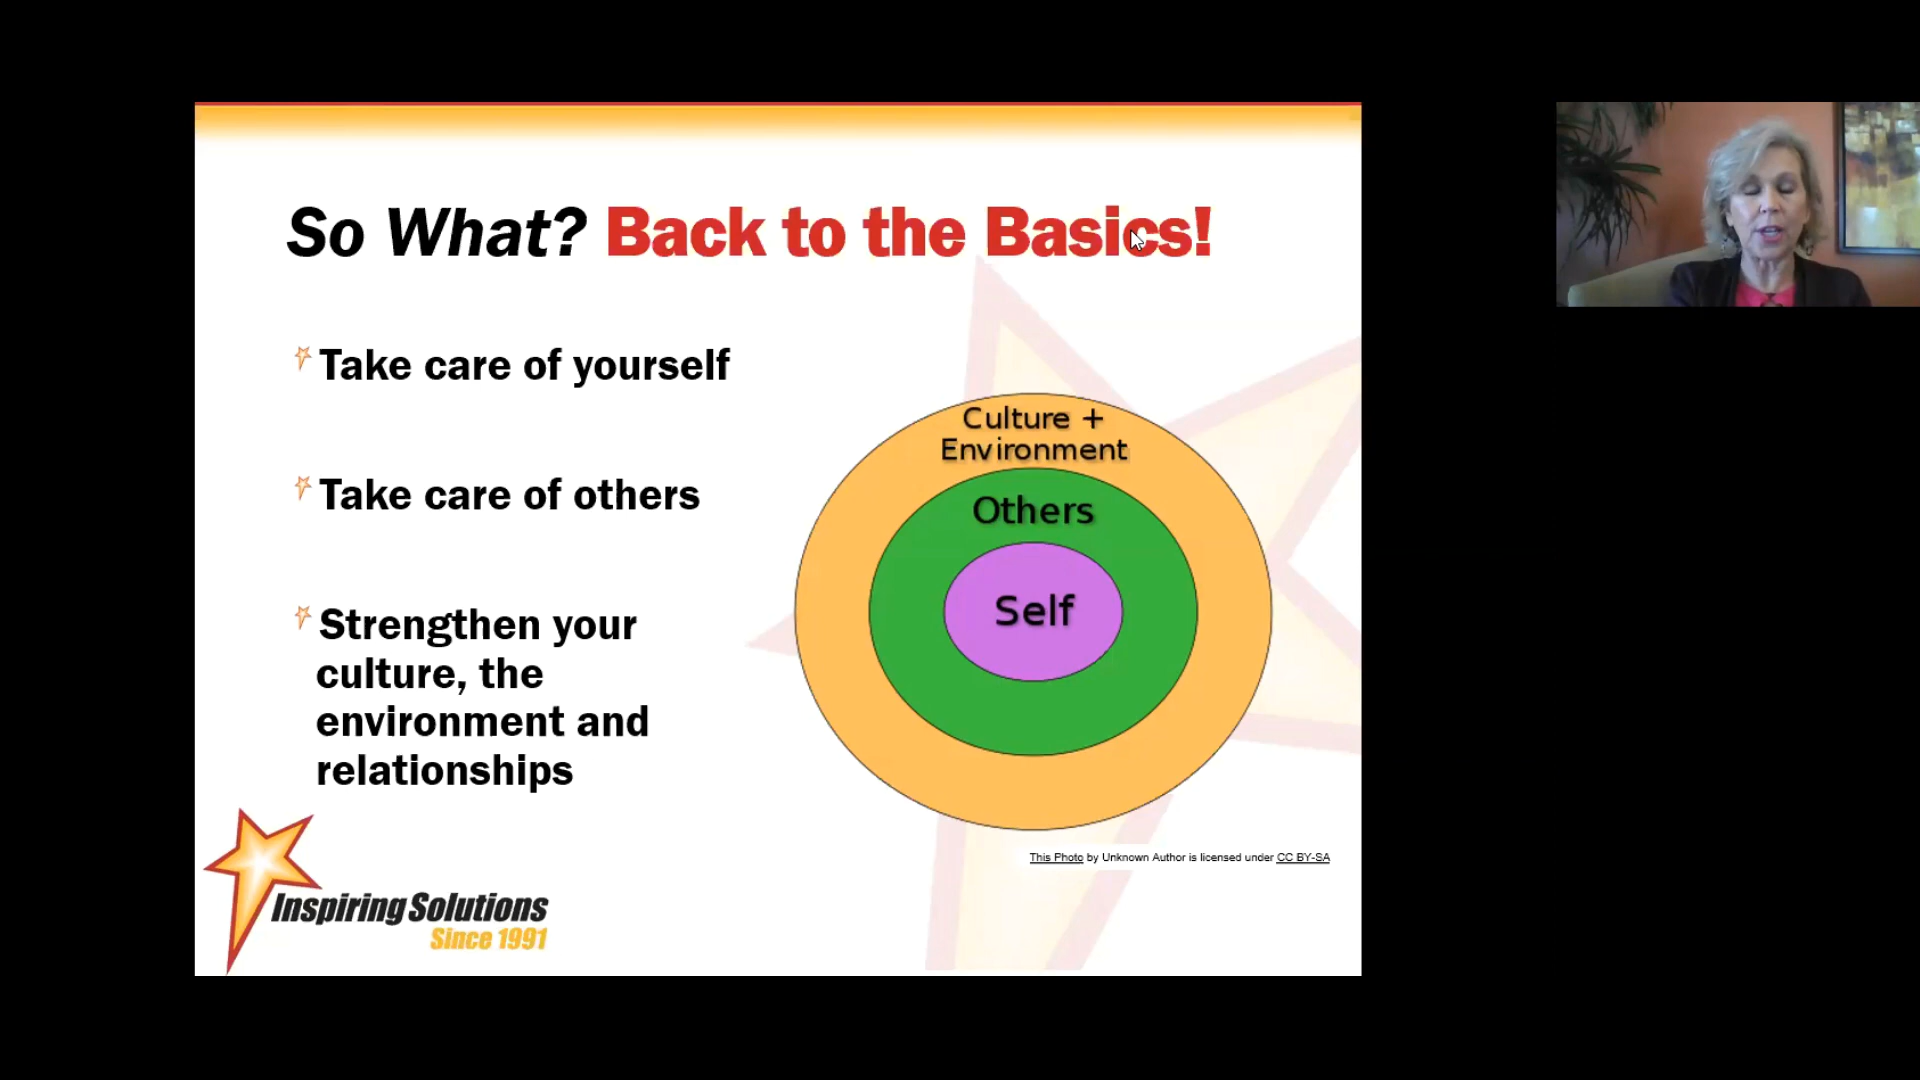 So What? Back to the Basics!
Take care of yourself
Take care of others
Strengthen your
culture, the
environment and
relationships
Culture +
Environment
Others
Self
This Photo by Unknown Author is licensed under CC BY-SA
Inspiring Solutions
Since 1991